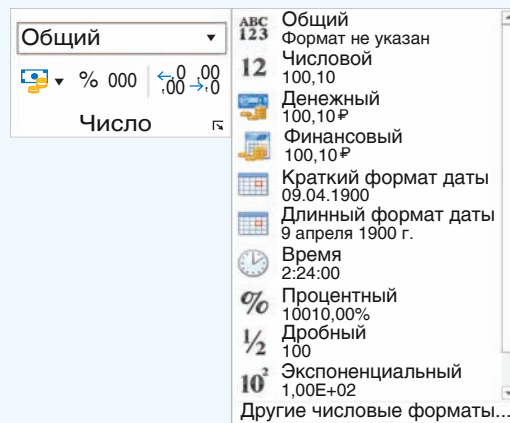 Общий
% 000 ←,0 ,00
,00 →,0
Число
ABC
123
Общий
Формат не указан
12
Числовой
100,10
Денежный
100,10 ₽
Финансовый
100,10 ₽
Краткий формат даты
09.04.1900
Длинный формат даты
9 апреля 1900 г.
Время
2:24:00
%
Процентный
10010,00%
½
Дробный
100
10²
Экспоненциальный
1,00E+02
Другие числовые форматы...